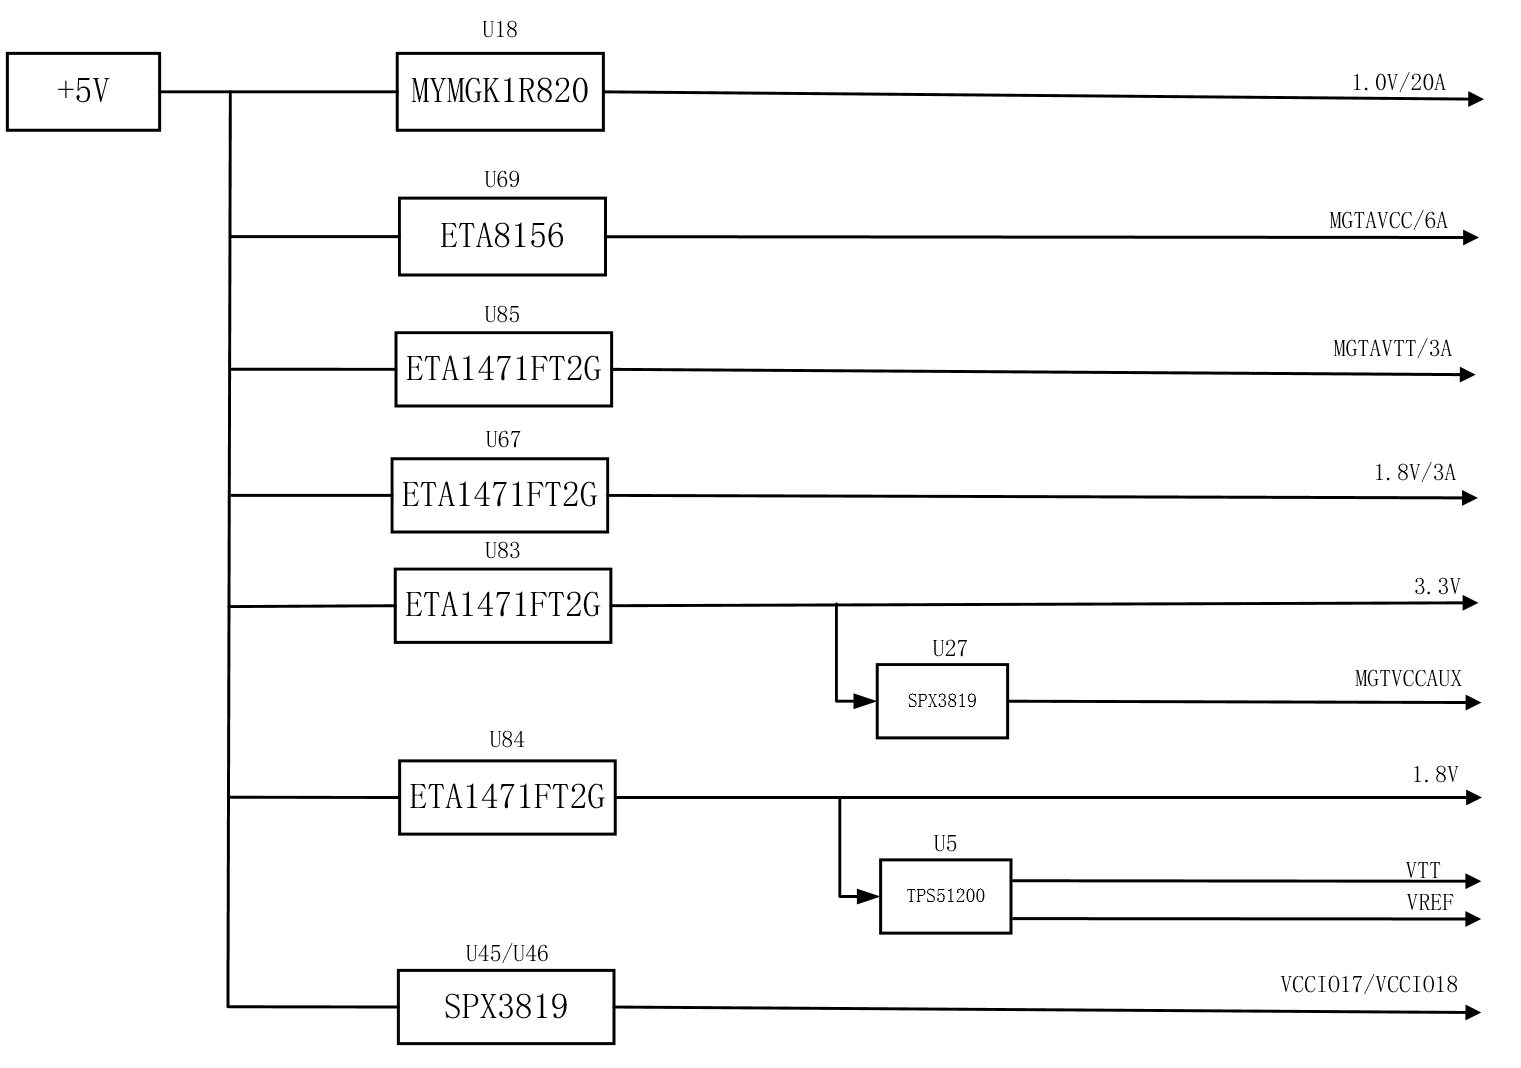 U18
+5V
MYMGK1R820
1.0V/20A
U69
ETA8156
MGTAVCC/6A
U85
ETA1471FT2G
MGTAVTT/3A
U67
ETA1471FT2G
1.8V/3A
U83
ETA1471FT2G
3.3V
U27
SPX3819
MGTVCCAUX
U84
ETA1471FT2G
1.8V
U5
TPS51200
VTT
VREF
U45/U46
SPX3819
VCCIO17/VCCIO18